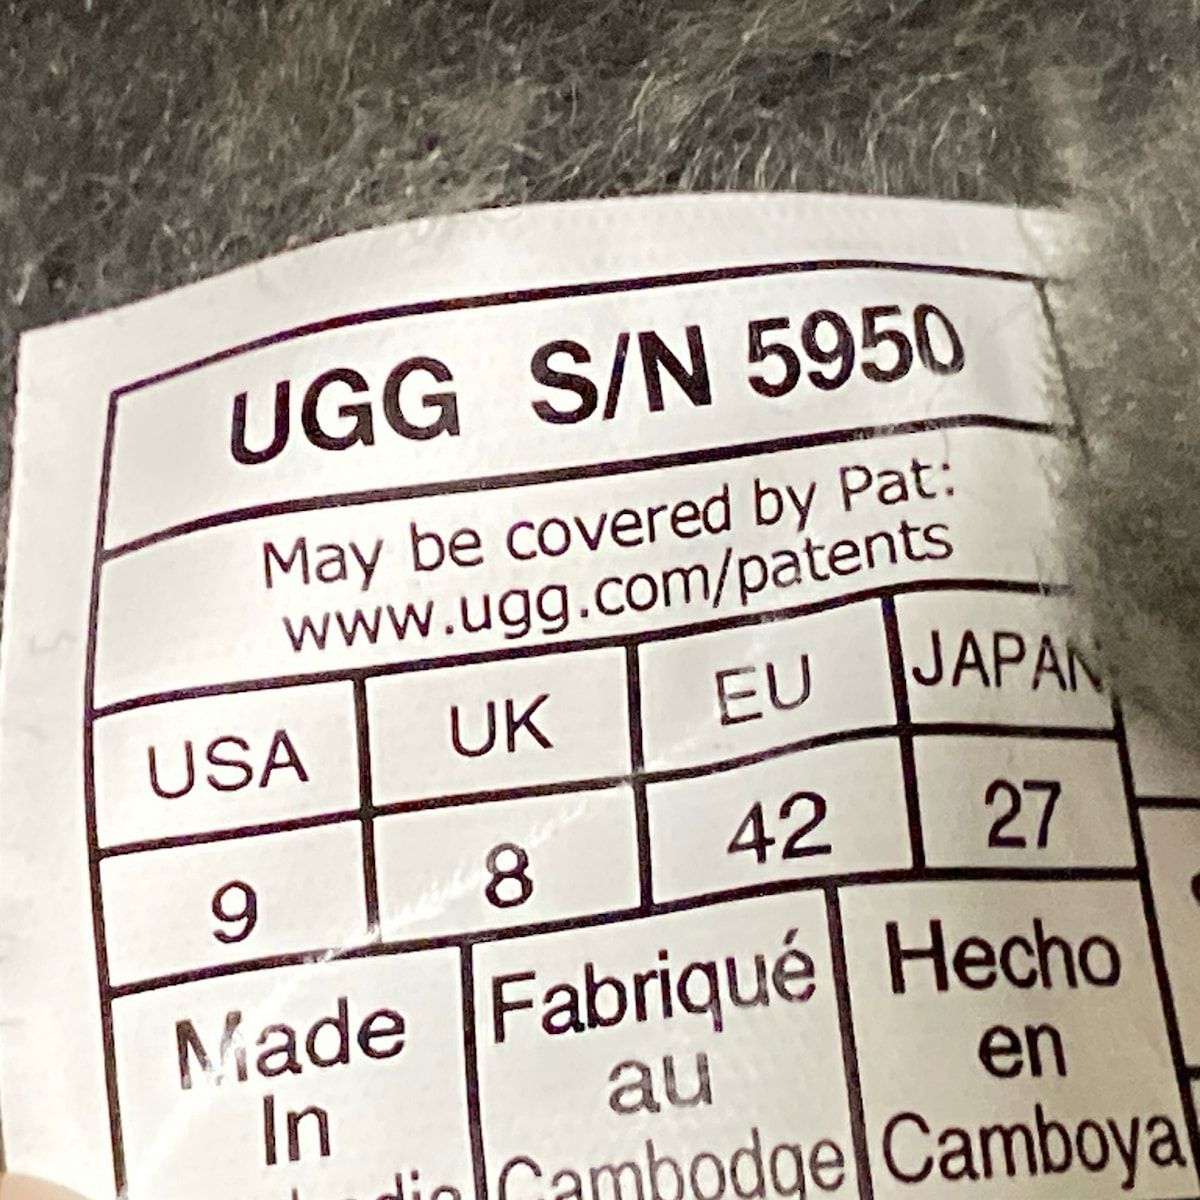 UGG S/N 5950
May be covered by Pat:
www.ugg.com/patents
USA UK EU JAPAN
9 8 42 27
Made Fabriqué Hecho
In au en
Cambodge Camboya